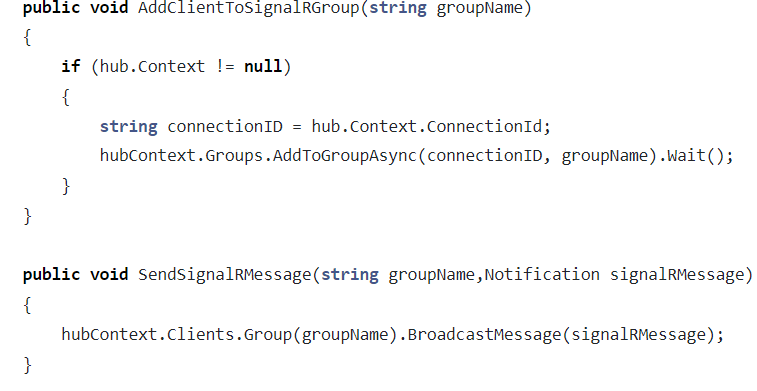 public void AddClientToSignalRGroup(string groupName)
{
    if (hub.Context != null)
    {
        string connectionID = hub.Context.ConnectionId;
        hubContext.Groups.AddToGroupAsync(connectionID, groupName).Wait();
    }
}

public void SendSignalRMessage(string groupName,Notification signalRMessage)
{
    hubContext.Clients.Group(groupName).BroadcastMessage(signalRMessage);
}